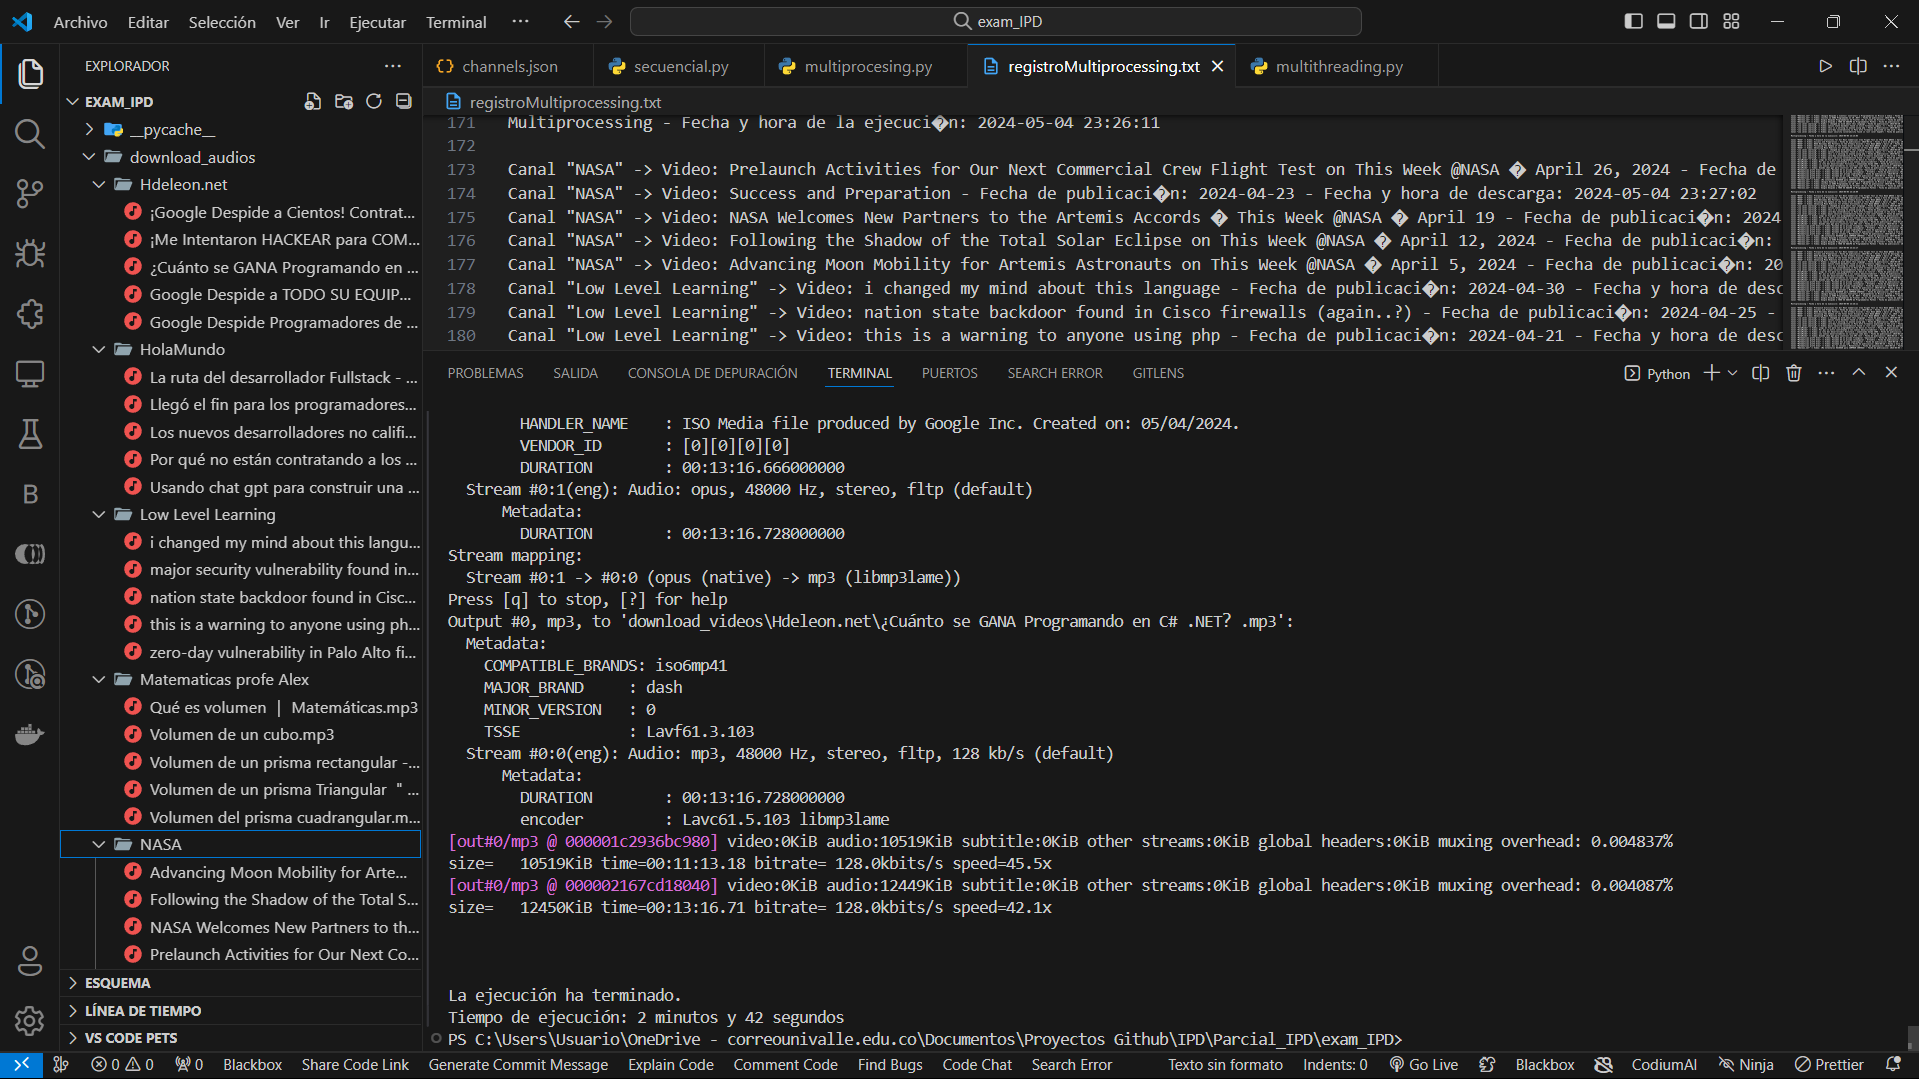 Archivo Editar Selección Ver Ir Ejecutar Terminal ··· exam_IPD
EXPLORADOR
EXAM_IPD
__pycache__
download_audios
Hdeleon.net
¡Google Despide a Cientos! Contrat...
¡Me Intentaron HACKEAR para COM...
¿Cuánto se GANA Programando en ...
Google Despide a TODO SU EQUIP...
Google Despide Programadores de ...
HolaMundo
La ruta del desarrollador Fullstack - ...
Llegó el fin para los programadores...
Los nuevos desarrolladores no califi...
Por qué no están contratando a los ...
Usando chat gpt para construir una ...
Low Level Learning
i changed my mind about this langu...
major security vulnerability found in...
nation state backdoor found in Cisc...
this is a warning to anyone using ph...
zero-day vulnerability in Palo Alto fi...
Matematicas profe Alex
Qué es volumen | Matemáticas.mp3
Volumen de un cubo.mp3
Volumen de un prisma rectangular -...
Volumen de un prisma Triangular " ...
Volumen del prisma cuadrangular.m...
NASA
Advancing Moon Mobility for Arte...
Following the Shadow of the Total S...
NASA Welcomes New Partners to th...
Prelaunch Activities for Our Next Co...
ESQUEMA
LÍNEA DE TIEMPO
VS CODE PETS
channels.json secuencial.py multiprocesing.py registroMultiprocessing.txt multithreading.py
registroMultiprocessing.txt
171 Multiprocessing - Fecha y hora de la ejecuci�n: 2024-05-04 23:26:11
172
173 Canal "NASA" -> Video: Prelaunch Activities for Our Next Commercial Crew Flight Test on This Week @NASA � April 26, 2024 - Fecha de
174 Canal "NASA" -> Video: Success and Preparation - Fecha de publicaci�n: 2024-04-23 - Fecha y hora de descarga: 2024-05-04 23:27:02
175 Canal "NASA" -> Video: NASA Welcomes New Partners to the Artemis Accords � This Week @NASA � April 19 - Fecha de publicaci�n: 2024
176 Canal "NASA" -> Video: Following the Shadow of the Total Solar Eclipse on This Week @NASA � April 12, 2024 - Fecha de publicaci�n:
177 Canal "NASA" -> Video: Advancing Moon Mobility for Artemis Astronauts on This Week @NASA � April 5, 2024 - Fecha de publicaci�n: 20
178 Canal "Low Level Learning" -> Video: i changed my mind about this language - Fecha de publicaci�n: 2024-04-30 - Fecha y hora de desc
179 Canal "Low Level Learning" -> Video: nation state backdoor found in Cisco firewalls (again..?) - Fecha de publicaci�n: 2024-04-25 -
180 Canal "Low Level Learning" -> Video: this is a warning to anyone using php - Fecha de publicaci�n: 2024-04-21 - Fecha y hora de desc
PROBLEMAS SALIDA CONSOLA DE DEPURACIÓN TERMINAL PUERTOS SEARCH ERROR GITLENS Python
HANDLER_NAME : ISO Media file produced by Google Inc. Created on: 05/04/2024.
VENDOR_ID : [0][0][0][0]
DURATION : 00:13:16.666000000
Stream #0:1(eng): Audio: opus, 48000 Hz, stereo, fltp (default)
Metadata:
DURATION : 00:13:16.728000000
Stream mapping:
Stream #0:1 -> #0:0 (opus (native) -> mp3 (libmp3lame))
Press [q] to stop, [?] for help
Output #0, mp3, to 'download_videos\Hdeleon.net\¿Cuánto se GANA Programando en C# .NET? .mp3':
Metadata:
COMPATIBLE_BRANDS: iso6mp41
MAJOR_BRAND : dash
MINOR_VERSION : 0
TSSE : Lavf61.3.103
Stream #0:0(eng): Audio: mp3, 48000 Hz, stereo, fltp, 128 kb/s (default)
Metadata:
DURATION : 00:13:16.728000000
encoder : Lavc61.5.103 libmp3lame
[out#0/mp3 @ 000001c2936bc980] video:0KiB audio:10519KiB subtitle:0KiB other streams:0KiB global headers:0KiB muxing overhead: 0.004837%
size= 10519KiB time=00:11:13.18 bitrate= 128.0kbits/s speed=45.5x
[out#0/mp3 @ 000002167cd18040] video:0KiB audio:12449KiB subtitle:0KiB other streams:0KiB global headers:0KiB muxing overhead: 0.004087%
size= 12450KiB time=00:13:16.71 bitrate= 128.0kbits/s speed=42.1x
La ejecución ha terminado.
Tiempo de ejecución: 2 minutos y 42 segundos
PS C:\Users\Usuario\OneDrive - correounivalle.edu.co\Documentos\Proyectos Github\IPD\Parcial_IPD\exam_IPD>
0 0 0 Blackbox Share Code Link Generate Commit Message Explain Code Comment Code Find Bugs Code Chat Search Error Texto sin formato Indents: 0 Go Live Blackbox CodiumAI Ninja Prettier